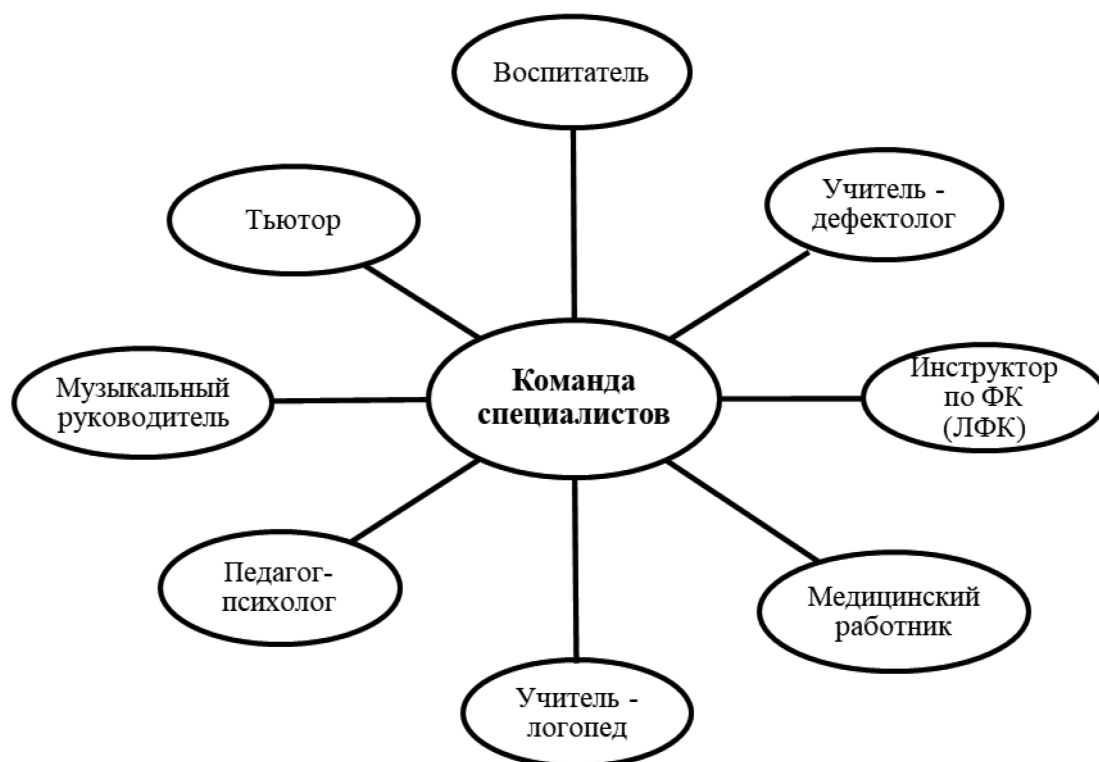 Воспитатель
Учитель -
дефектолог
Тьютор
Команда
специалистов
Музыкальный
руководитель
Инструктор
по ФК
(ЛФК)
Педагог-
психолог
Медицинский
работник
Учитель -
логопед